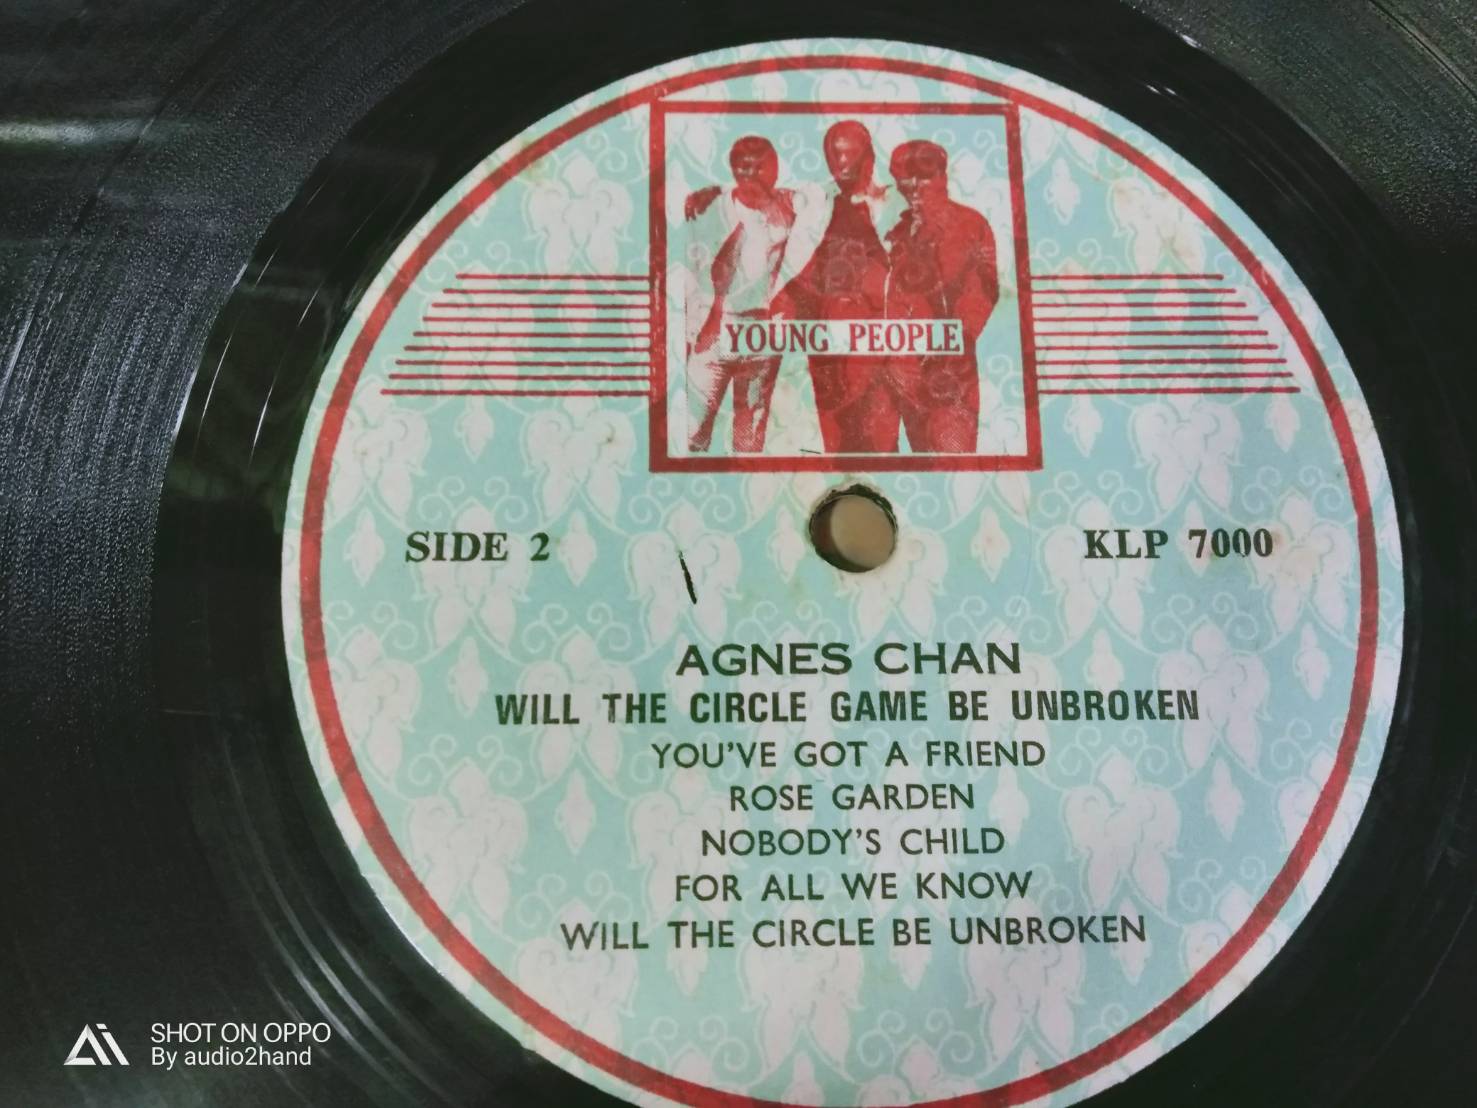 YOUNG PEOPLE
SIDE 2
KLP 7000
AGNES CHAN
WILL THE CIRCLE GAME BE UNBROKEN
YOU'VE GOT A FRIEND
ROSE GARDEN
NOBODY'S CHILD
FOR ALL WE KNOW
WILL THE CIRCLE BE UNBROKEN
SHOT ON OPPO
By audio2hand